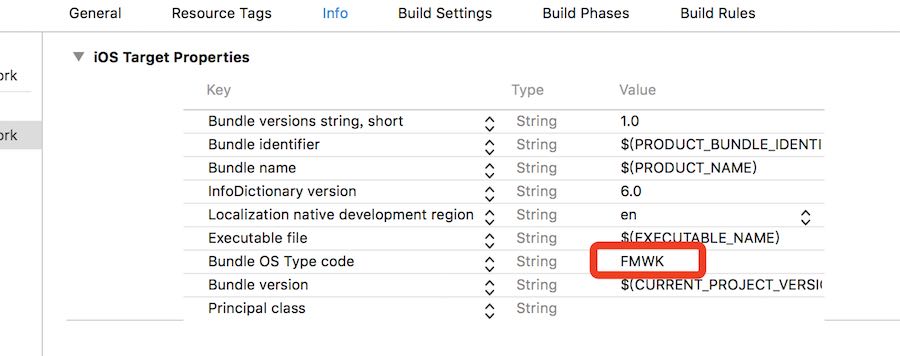 General Resource Tags Info Build Settings Build Phases Build Rules
iOS Target Properties
ork
Key Type Value
Bundle versions string, short String 1.0
ork
Bundle identifier String $(PRODUCT_BUNDLE_IDENTI
Bundle name String $(PRODUCT_NAME)
InfoDictionary version String 6.0
Localization native development region String en
Executable file String $(EXECUTABLE_NAME)
Bundle OS Type code String FMWK
Bundle version String $(CURRENT_PROJECT_VERSI
Principal class String